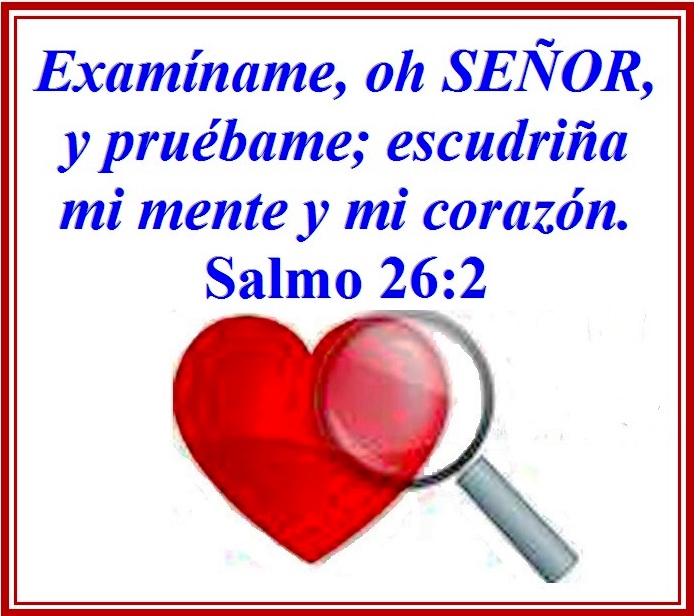 Examíname, oh SEÑOR,
y pruébame; escudriña
mi mente y mi corazón.
Salmo 26:2